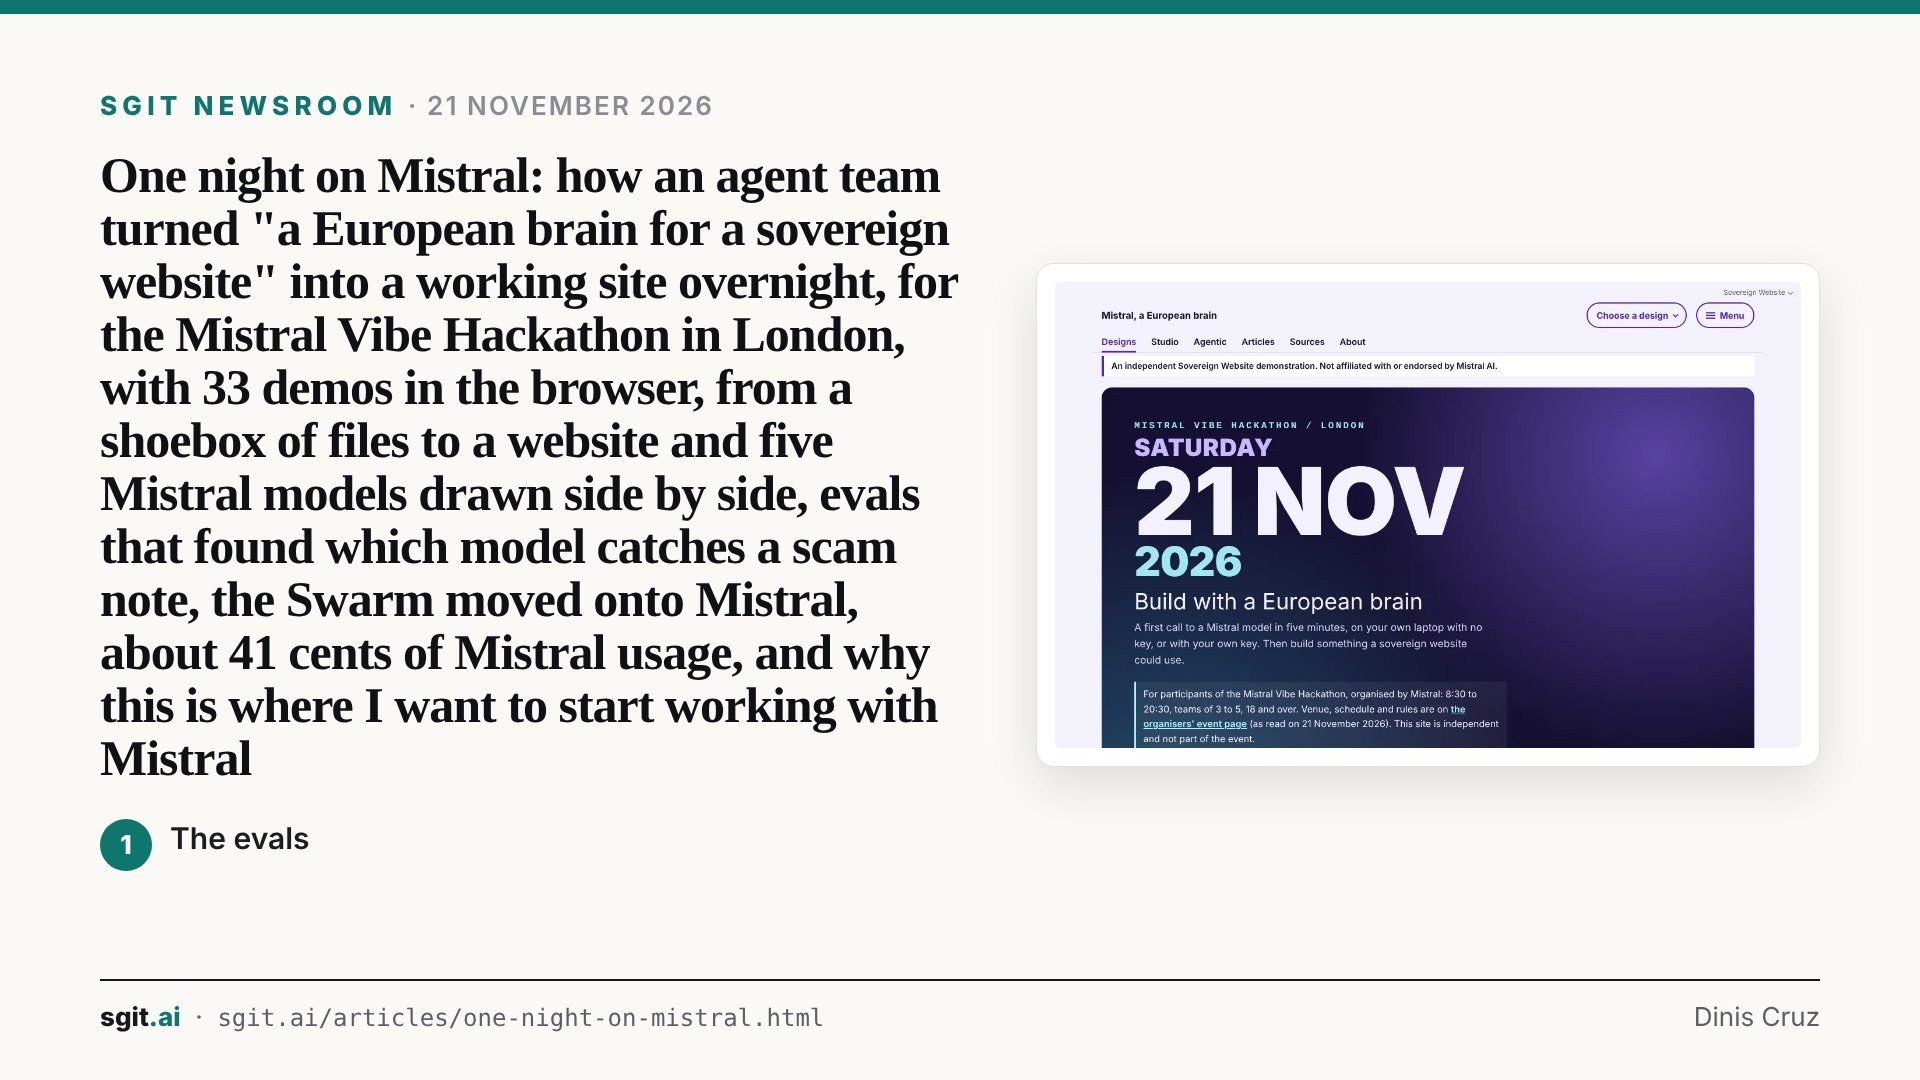 SGIT NEWSROOM · 21 NOVEMBER 2026
One night on Mistral: how an agent team
turned "a European brain for a sovereign
website" into a working site overnight, for
the Mistral Vibe Hackathon in London,
with 33 demos in the browser, from a
shoebox of files to a website and five
Mistral models drawn side by side, evals
that found which model catches a scam
note, the Swarm moved onto Mistral,
about 41 cents of Mistral usage, and why
this is where I want to start working with
Mistral
1 The evals
Sovereign Website
Mistral, a European brain
Choose a design
Menu
Designs Studio Agentic Articles Sources About
An independent Sovereign Website demonstration. Not affiliated with or endorsed by Mistral AI.
MISTRAL VIBE HACKATHON / LONDON
SATURDAY
21 NOV
2026
Build with a European brain
A first call to a Mistral model in five minutes, on your own laptop with no
key, or with your own key. Then build something a sovereign website
could use.
For participants of the Mistral Vibe Hackathon, organised by Mistral: 8:30 to
20:30, teams of 3 to 5, 18 and over. Venue, schedule and rules are on the
organisers' event page (as read on 21 November 2026). This site is independent
and not part of the event.
sgit.ai · sgit.ai/articles/one-night-on-mistral.html
Dinis Cruz